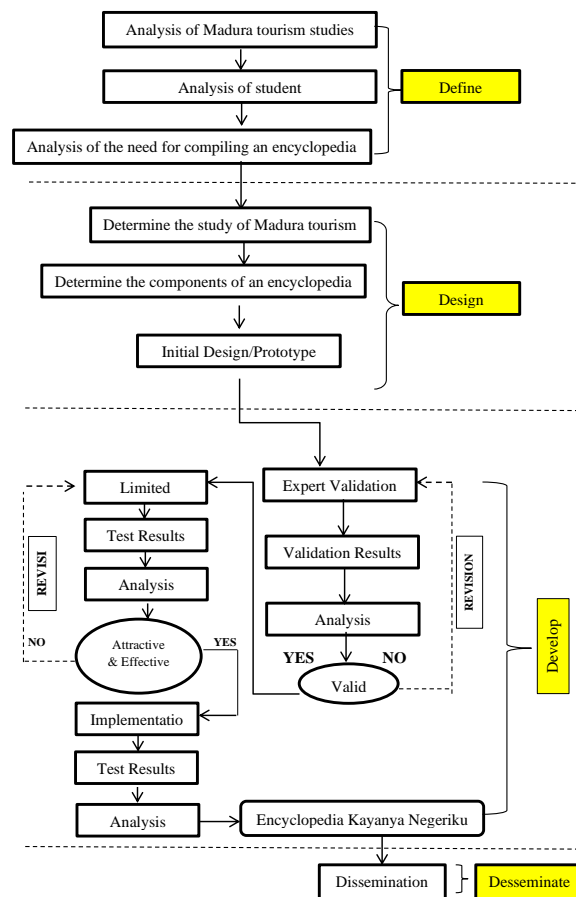 Analysis of Madura tourism studies
Analysis of student
Define
Analysis of the need for compiling an encyclopedia
Determine the study of Madura tourism
Determine the components of an encyclopedia
Design
Initial Design/Prototype
Limited
Expert Validation
Test Results
Validation Results
REVISI
REVISION
Analysis
Analysis
NO
Attractive
& Effective
YES
YES
NO
Valid
Develop
Implementatio
Test Results
Analysis
Encyclopedia Kayanya Negeriku
Dissemination
Desseminate